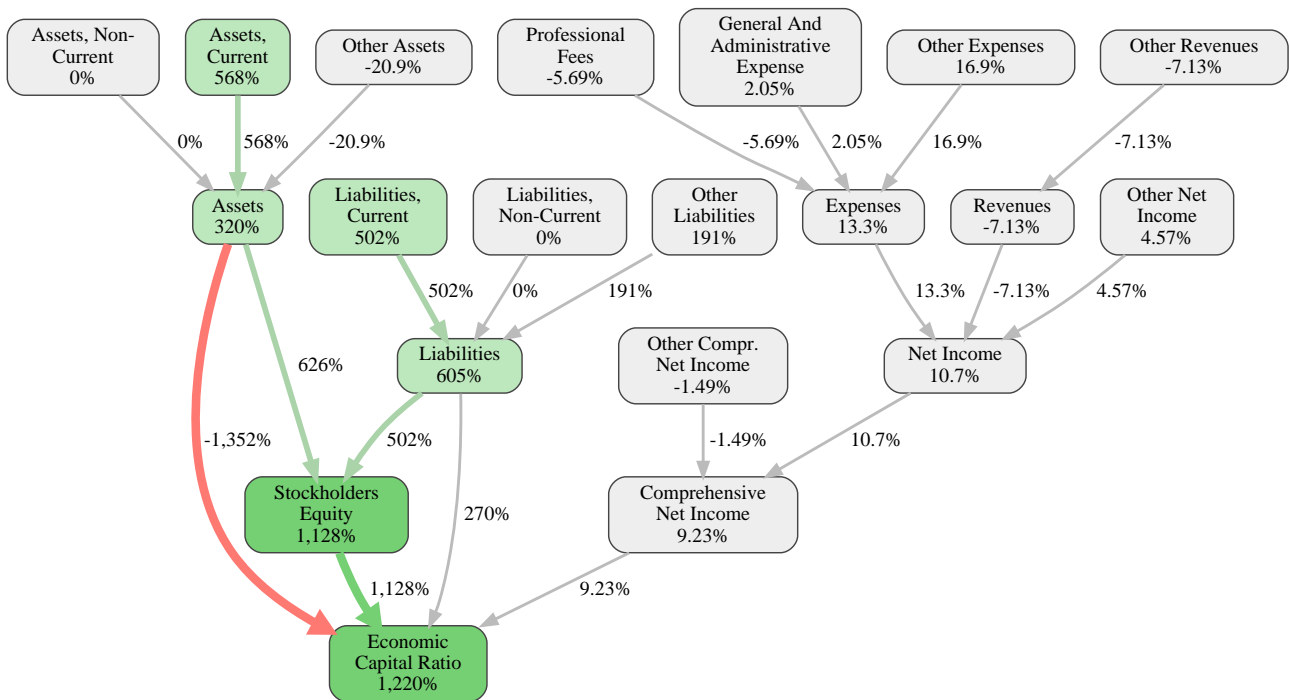 Assets, Non-
Current
0%
Assets,
Current
568%
Other Assets
-20.9%
Professional
Fees
-5.69%
General And
Administrative
Expense
2.05%
Other Expenses
16.9%
Other Revenues
-7.13%
0%
568%
-20.9%
-5.69%
2.05%
16.9%
-7.13%
Assets
320%
Liabilities,
Current
502%
Liabilities,
Non-Current
0%
Other
Liabilities
191%
Expenses
13.3%
Revenues
-7.13%
Other Net
Income
4.57%
502%
0%
191%
13.3%
-7.13%
4.57%
626%
Liabilities
605%
Other Compr.
Net Income
-1.49%
Net Income
10.7%
-1,352%
502%
-1.49%
10.7%
Stockholders
Equity
1,128%
270%
Comprehensive
Net Income
9.23%
1,128%
9.23%
Economic
Capital Ratio
1,220%